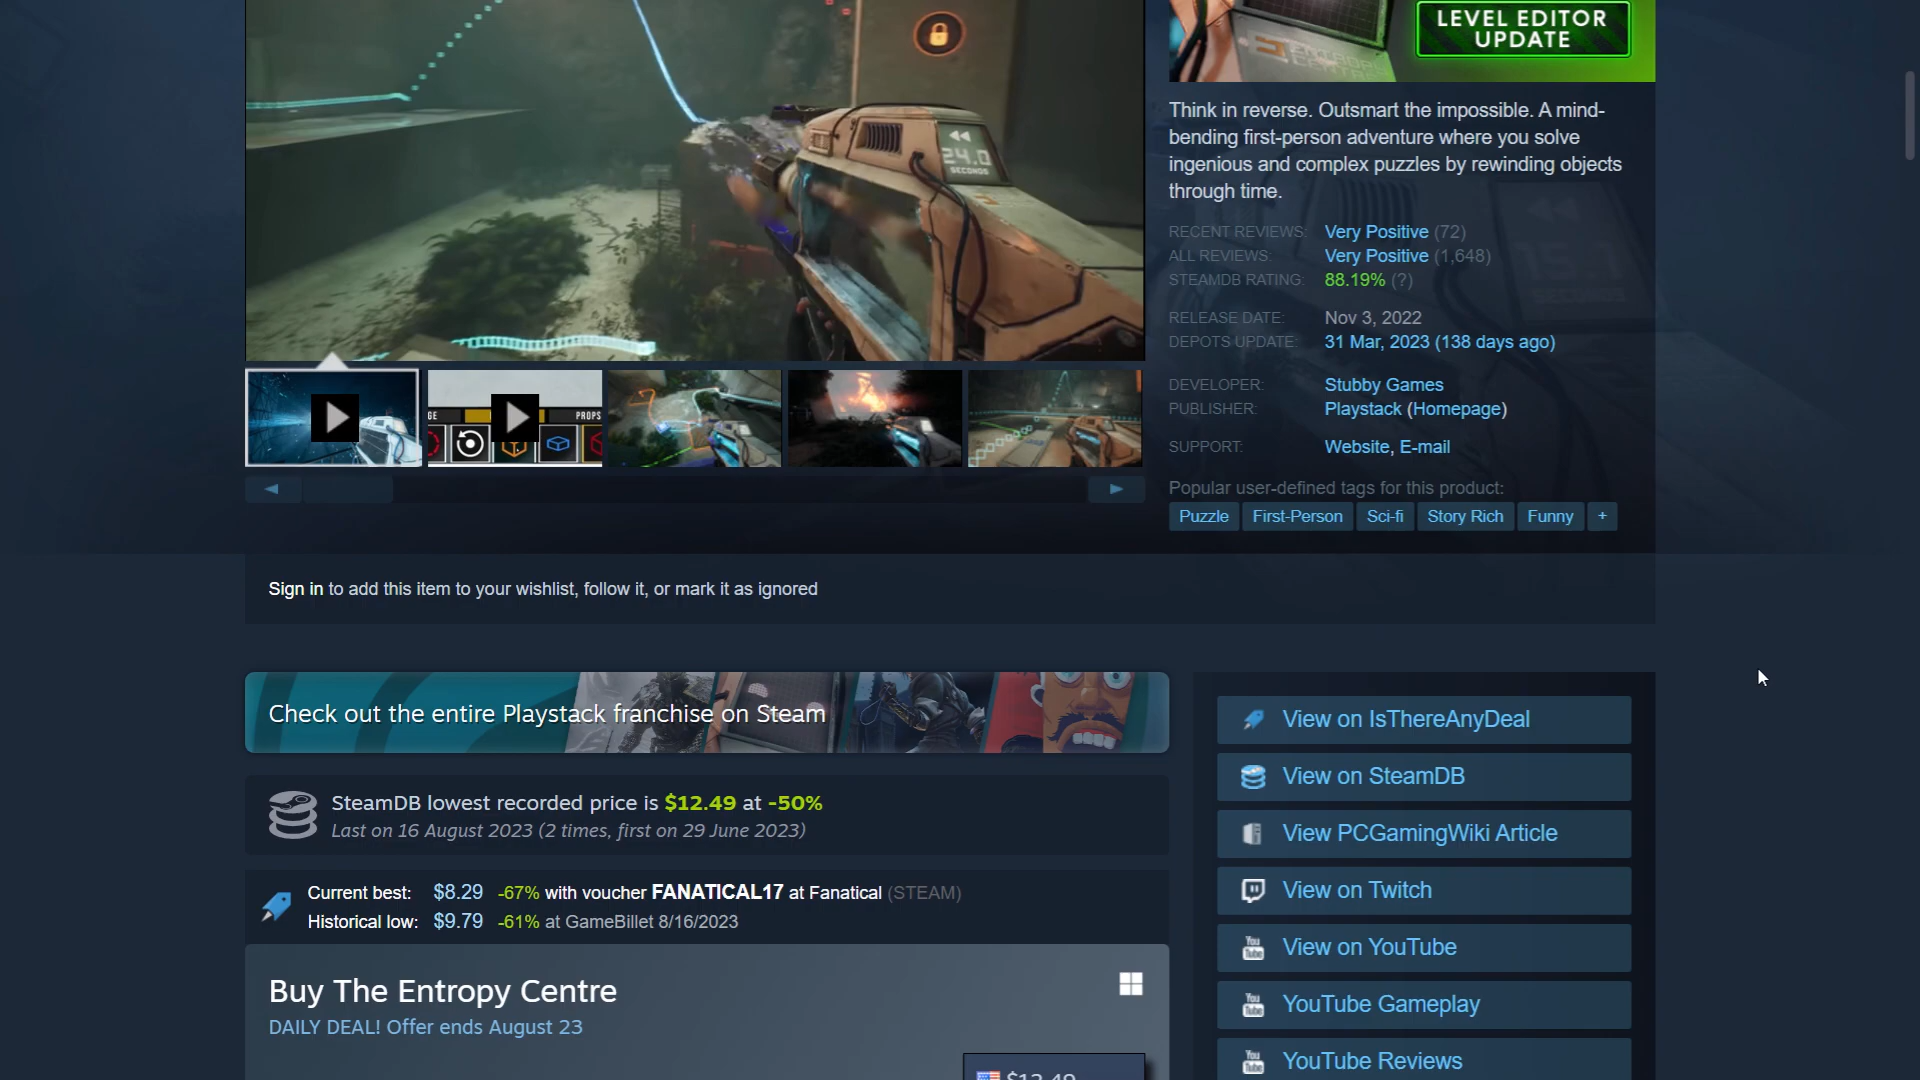 LEVEL EDITOR
UPDATE
24.0
SECONDS
Think in reverse. Outsmart the impossible. A mind-
bending first-person adventure where you solve
ingenious and complex puzzles by rewinding objects
through time.
RECENT REVIEWS: Very Positive (72)
ALL REVIEWS: Very Positive (1,648)
STEAMDB RATING: 88.19% (?)
RELEASE DATE: Nov 3, 2022
DEPOTS UPDATE: 31 Mar, 2023 (138 days ago)
DEVELOPER: Stubby Games
PUBLISHER: Playstack (Homepage)
SUPPORT: Website, E-mail
PROPS
Popular user-defined tags for this product:
Puzzle First-Person Sci-fi Story Rich Funny +
Sign in to add this item to your wishlist, follow it, or mark it as ignored
Check out the entire Playstack franchise on Steam
SteamDB lowest recorded price is $12.49 at -50%
Last on 16 August 2023 (2 times, first on 29 June 2023)
Current best: $8.29 -67% with voucher FANATICAL17 at Fanatical (STEAM)
Historical low: $9.79 -61% at GameBillet 8/16/2023
Buy The Entropy Centre
DAILY DEAL! Offer ends August 23
$12.49
View on IsThereAnyDeal
View on SteamDB
View PCGamingWiki Article
View on Twitch
View on YouTube
YouTube Gameplay
YouTube Reviews